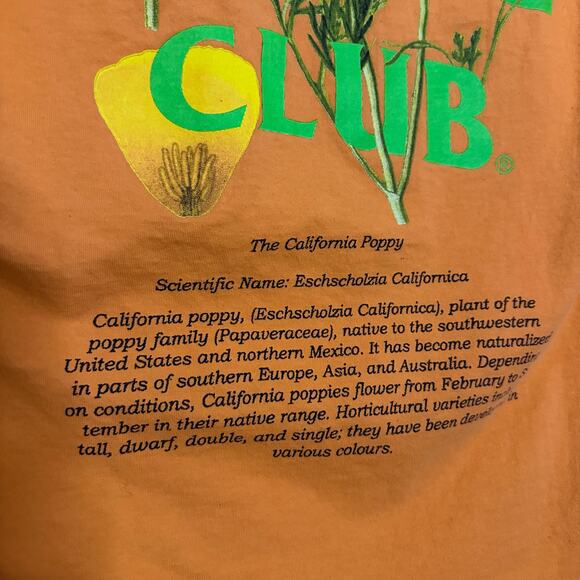 CLUB®
The California Poppy
Scientific Name: Eschscholzia Californica
California poppy, (Eschscholzia Californica), plant of the
poppy family (Papaveraceae), native to the southwestern
United States and northern Mexico. It has become naturalized
in parts of southern Europe, Asia, and Australia.
on conditions, California poppies flower from February to
tember in their native range. Horticultural varieties
tall, dwarf, double, and single; they have been in
various colours.